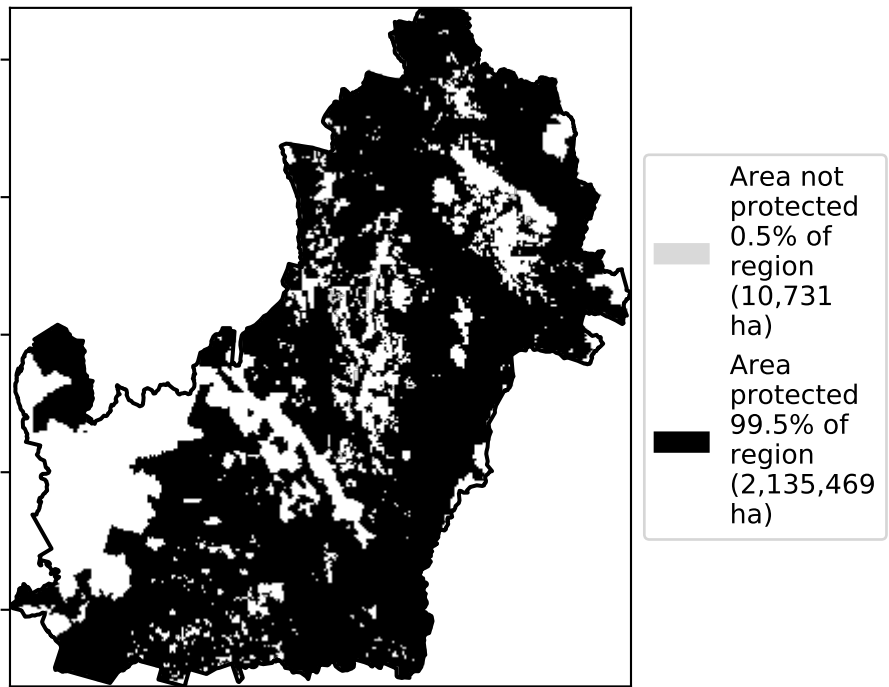 Area not
protected
0.5% of
region
(10,731
ha)
Area
protected
99.5% of
region
(2,135,469
ha)